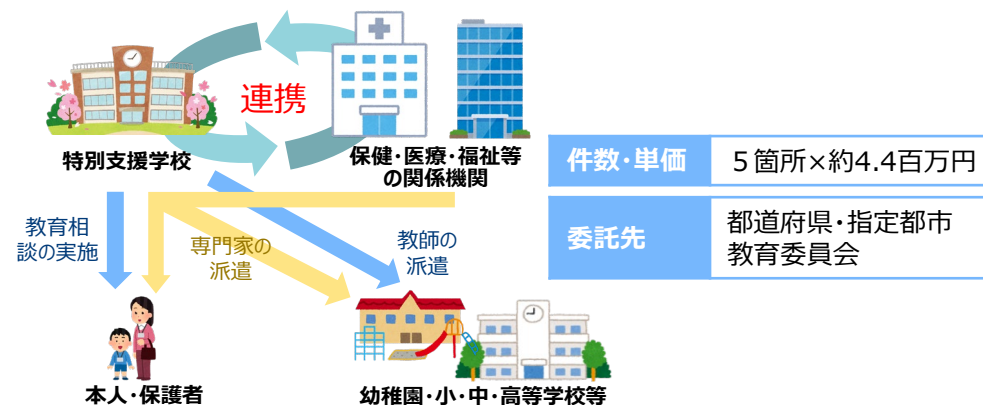 連携
特別支援学校
保健・医療・福祉等
の関係機関
教育相
談の実施
専門家の
派遣
教師の
派遣
本人・保護者
幼稚園・小・中・高等学校等
件数・単価
５箇所×約4.4百万円
委託先
都道府県・指定都市
教育委員会